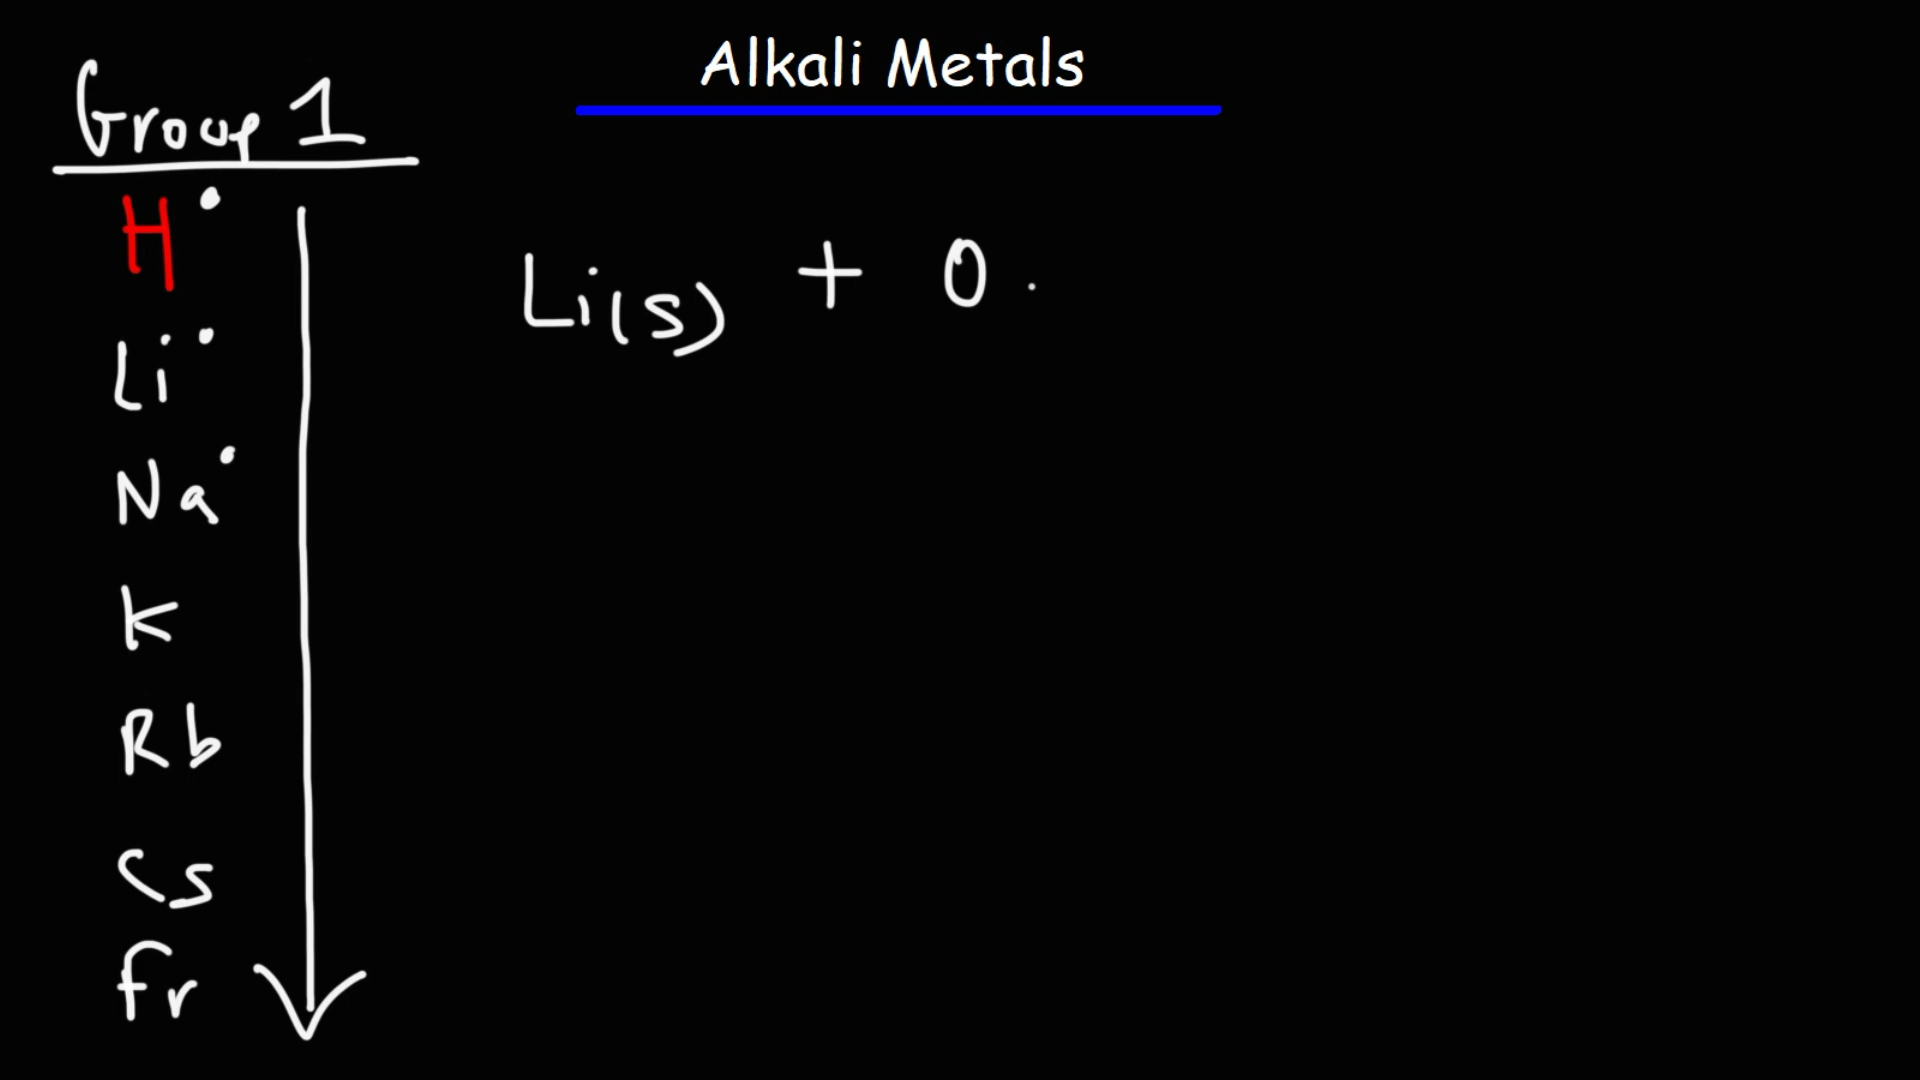 Alkali Metals
Group 1
H
Li
Na
K
Rb
Cs
Fr
Li(s) + O